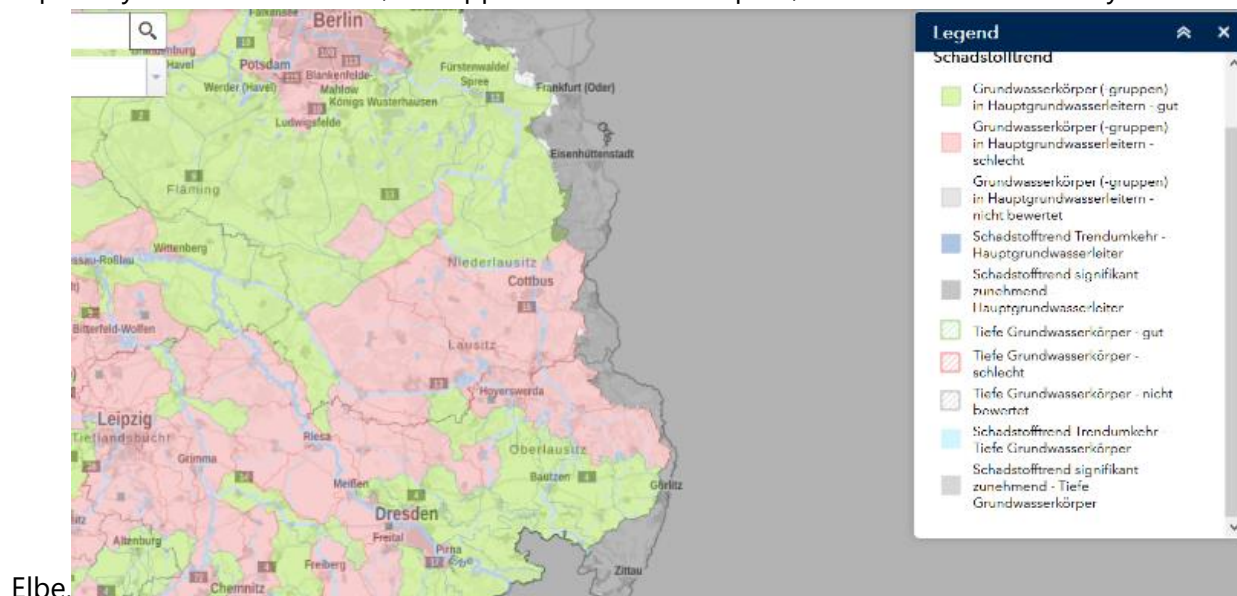 Falkensee
Berlin
Brandenburg
Havel
Potsdam
Werder (Havel)
Blankenfelde-
Mahlow
Königs Wusterhausen
Ludwigsfelde
Fürstenwalde/
Spree
Frankfurt (Oder)
Eisenhüttenstadt
Fläming
Wittenberg
Niederlausitz
Cottbus
Bitterfeld-Wolfen
Lausitz
Hoyerswerda
Leipzig
Tieflandsbucht
Riesa
Grimma
Oberlausitz
Bautzen
Görlitz
Meißen
Dresden
Freital
Pirna
Elbe
Altenburg
Freiberg
Chemnitz
Zittau
Legend
Schadstofftrend
Grundwasserkörper (-gruppen)
in Hauptgrundwasserleitern - gut
Grundwasserkörper (-gruppen)
in Hauptgrundwasserleitern -
schlecht
Grundwasserkörper (-gruppen)
in Hauptgrundwasserleitern -
nicht bewertet
Schadstofftrend Trendumkehr -
Hauptgrundwasserleiter
Schadstofftrend signifikant
zunehmend
Hauptgrundwasserleiter
Tiefe Grundwasserkörper - gut
Tiefe Grundwasserkörper -
schlecht
Tiefe Grundwasserkörper - nicht
bewertet
Schadstofftrend Trendumkehr -
Tiefe Grundwasserkörper
Schadstofftrend signifikant
zunehmend - Tiefe
Grundwasserkörper
Elbe.